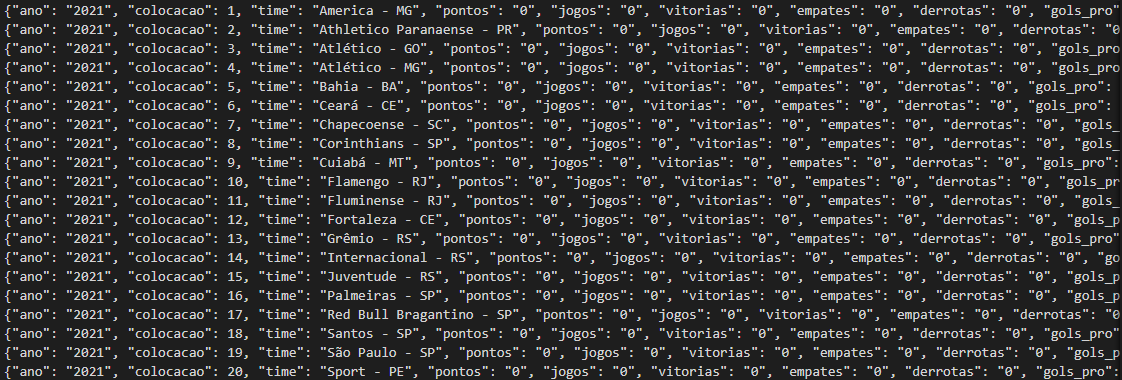 {"ano": "2021", "colocacao": 1, "time": "America - MG", "pontos": "0", "jogos": "0", "vitorias": "0", "empates": "0", "derrotas": "0", "gols_pro"
{"ano": "2021", "colocacao": 2, "time": "Athletico Paranaense - PR", "pontos": "0", "jogos": "0", "vitorias": "0", "empates": "0", "derrotas": "0
{"ano": "2021", "colocacao": 3, "time": "Atlético - GO", "pontos": "0", "jogos": "0", "vitorias": "0", "empates": "0", "derrotas": "0", "gols_pro
{"ano": "2021", "colocacao": 4, "time": "Atlético - MG", "pontos": "0", "jogos": "0", "vitorias": "0", "empates": "0", "derrotas": "0", "gols_pro
{"ano": "2021", "colocacao": 5, "time": "Bahia - BA", "pontos": "0", "jogos": "0", "vitorias": "0", "empates": "0", "derrotas": "0", "gols_pro":
{"ano": "2021", "colocacao": 6, "time": "Ceará - CE", "pontos": "0", "jogos": "0", "vitorias": "0", "empates": "0", "derrotas": "0", "gols_pro":
{"ano": "2021", "colocacao": 7, "time": "Chapecoense - SC", "pontos": "0", "jogos": "0", "vitorias": "0", "empates": "0", "derrotas": "0", "gols_
{"ano": "2021", "colocacao": 8, "time": "Corinthians - SP", "pontos": "0", "jogos": "0", "vitorias": "0", "empates": "0", "derrotas": "0", "gols_
{"ano": "2021", "colocacao": 9, "time": "Cuiabá - MT", "pontos": "0", "jogos": "0", "vitorias": "0", "empates": "0", "derrotas": "0", "gols_pro":
{"ano": "2021", "colocacao": 10, "time": "Flamengo - RJ", "pontos": "0", "jogos": "0", "vitorias": "0", "empates": "0", "derrotas": "0", "gols_pr
{"ano": "2021", "colocacao": 11, "time": "Fluminense - RJ", "pontos": "0", "jogos": "0", "vitorias": "0", "empates": "0", "derrotas": "0", "gols_
{"ano": "2021", "colocacao": 12, "time": "Fortaleza - CE", "pontos": "0", "jogos": "0", "vitorias": "0", "empates": "0", "derrotas": "0", "gols_p
{"ano": "2021", "colocacao": 13, "time": "Grêmio - RS", "pontos": "0", "jogos": "0", "vitorias": "0", "empates": "0", "derrotas": "0", "gols_pro"
{"ano": "2021", "colocacao": 14, "time": "Internacional - RS", "pontos": "0", "jogos": "0", "vitorias": "0", "empates": "0", "derrotas": "0", "go
{"ano": "2021", "colocacao": 15, "time": "Juventude - RS", "pontos": "0", "jogos": "0", "vitorias": "0", "empates": "0", "derrotas": "0", "gols_p
{"ano": "2021", "colocacao": 16, "time": "Palmeiras - SP", "pontos": "0", "jogos": "0", "vitorias": "0", "empates": "0", "derrotas": "0", "gols_p
{"ano": "2021", "colocacao": 17, "time": "Red Bull Bragantino - SP", "pontos": "0", "jogos": "0", "vitorias": "0", "empates": "0", "derrotas": "0
{"ano": "2021", "colocacao": 18, "time": "Santos - SP", "pontos": "0", "jogos": "0", "vitorias": "0", "empates": "0", "derrotas": "0", "gols_pro"
{"ano": "2021", "colocacao": 19, "time": "São Paulo - SP", "pontos": "0", "jogos": "0", "vitorias": "0", "empates": "0", "derrotas": "0", "gols_p
{"ano": "2021", "colocacao": 20, "time": "Sport - PE", "pontos": "0", "jogos": "0", "vitorias": "0", "empates": "0", "derrotas": "0", "gols_pro":